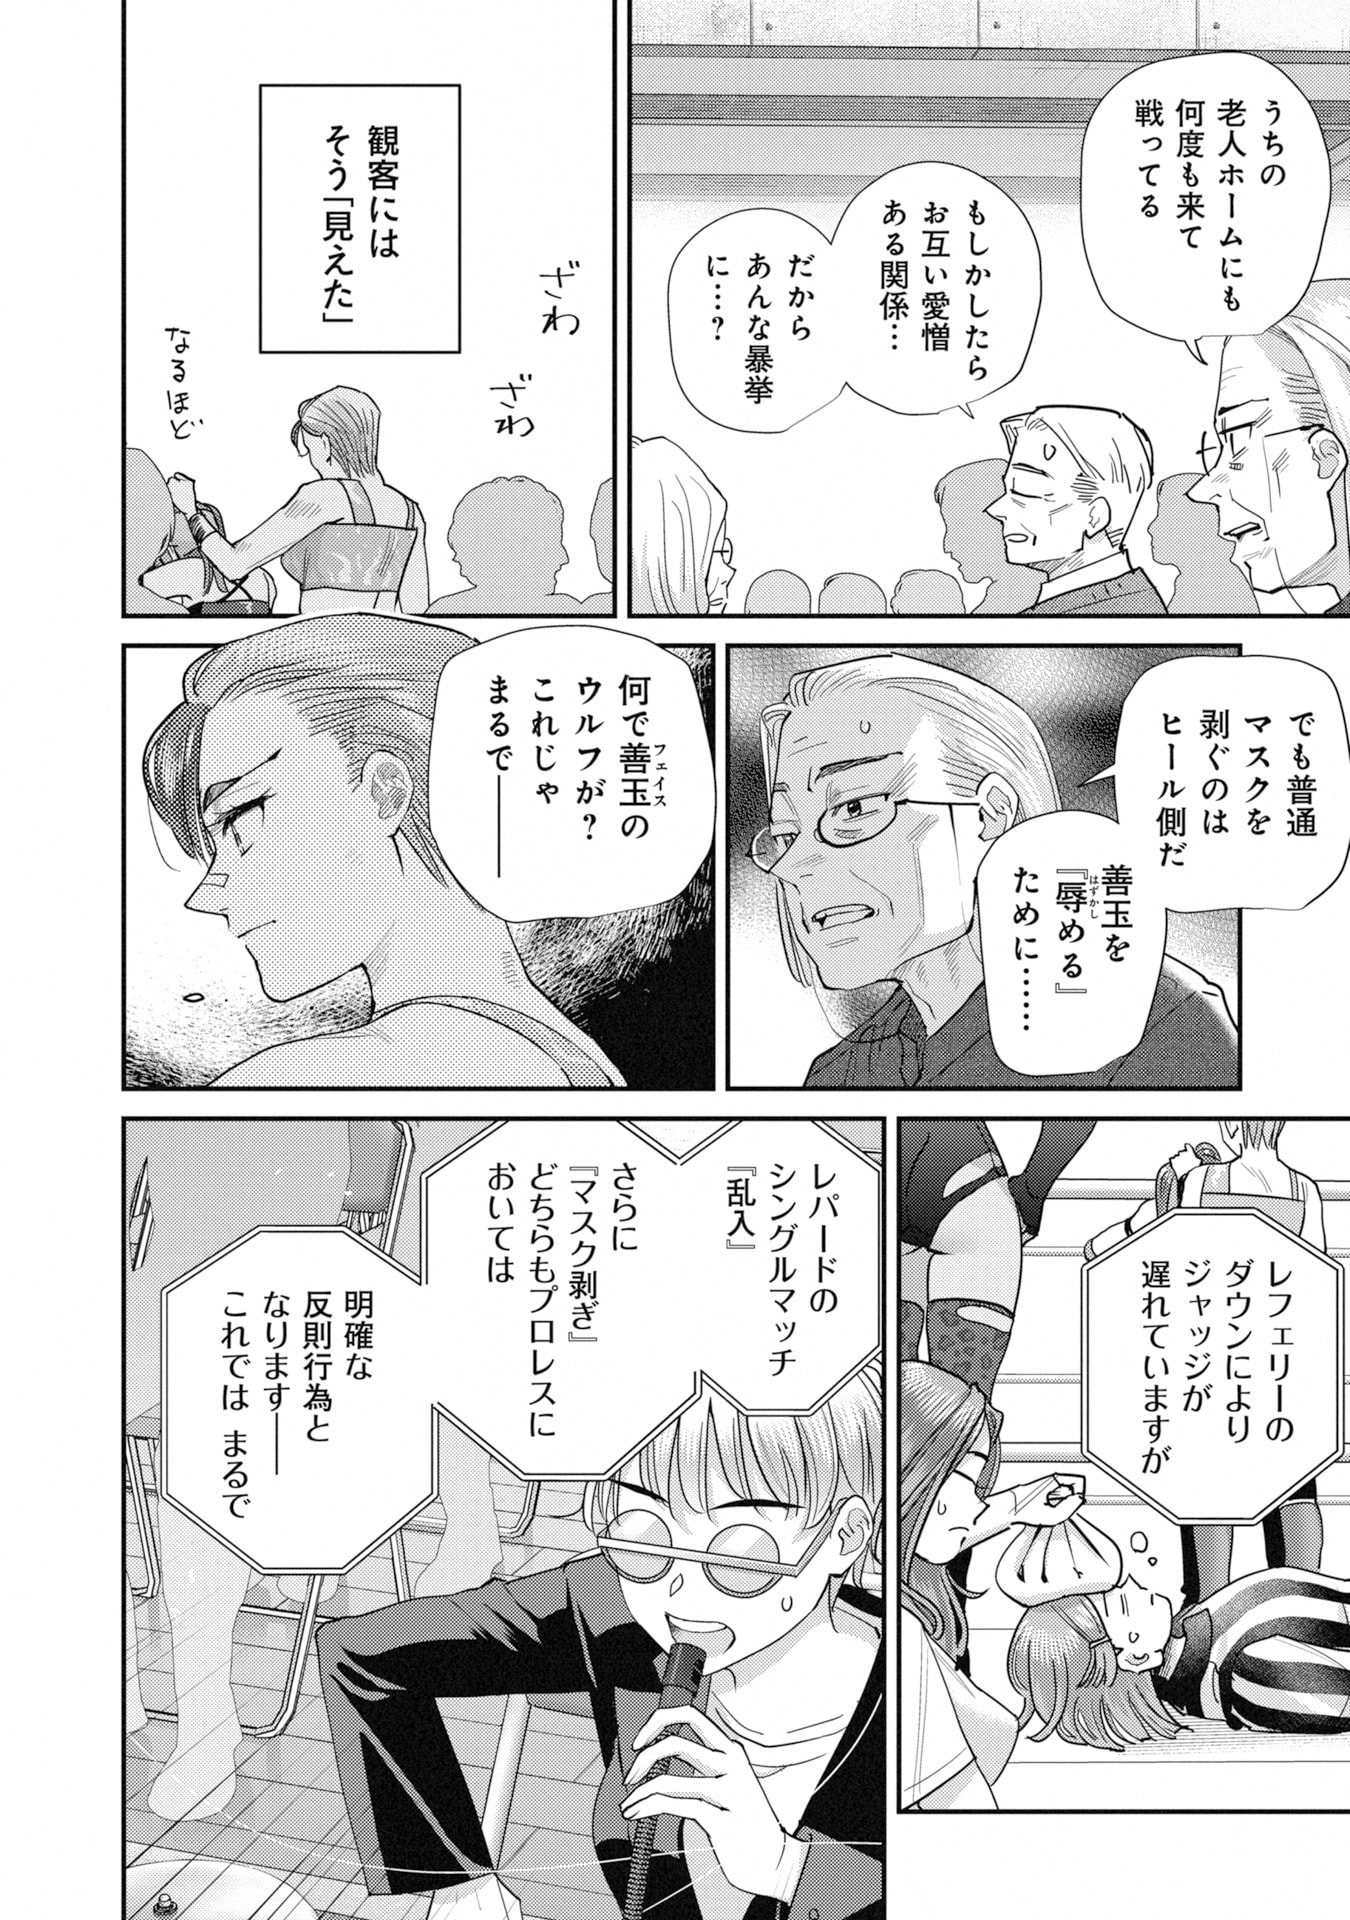 うちの
老人ホームにも
何度も来て
戦ってる
もしかしたら
お互い愛憎
ある関係…
だから
あんな暴挙
に…？
観客には
そう「見えた」
ざわ
ざわ
なるほど
でも普通
マスクを
剥ぐのは
ヒール側だ
善玉を
『辱める』
はずかし
ために……
何で善玉の
フェイス
ウルフが？
これじゃ
まるで――
レフェリーの
ダウンにより
ジャッジが
遅れていますが
レパードの
シングルマッチ
『乱入』
さらに
『マスク剥ぎ』
どちらもプロレスに
おいては
明確な
反則行為と
なります――
これでは まるで